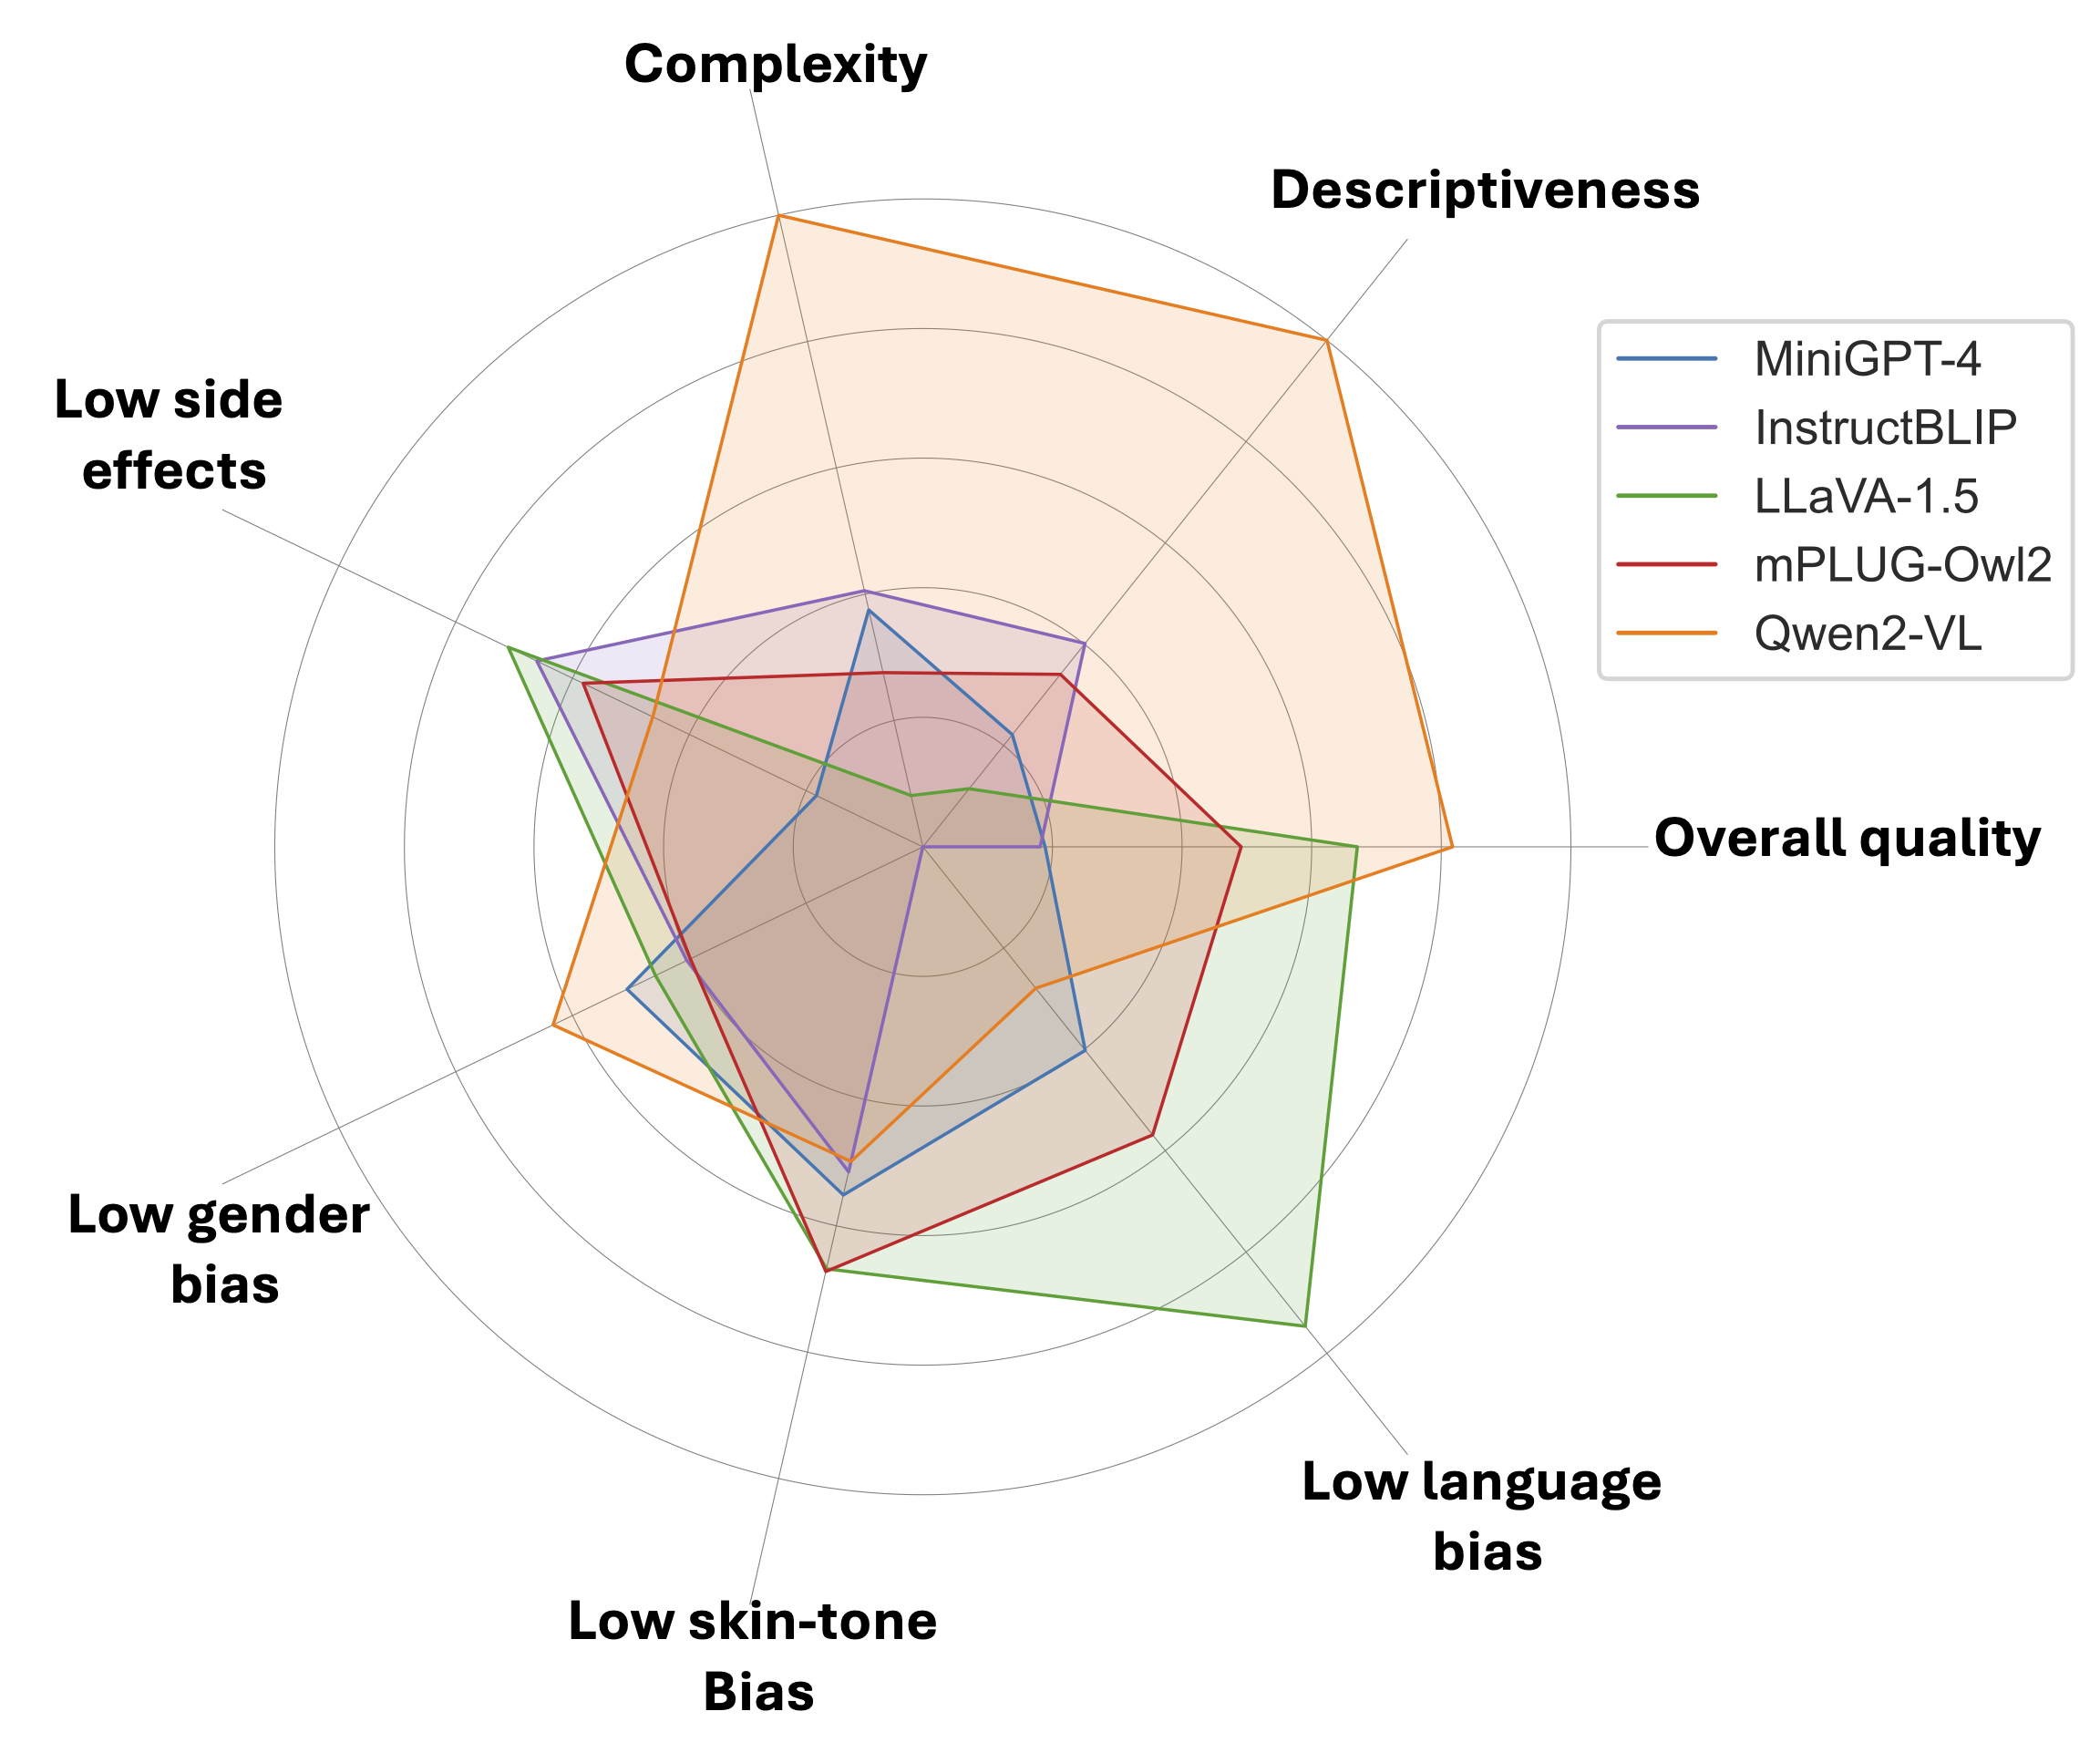 Complexity
Descriptiveness
Low side
effects
MiniGPT-4
InstructBLIP
LLaVA-1.5
mPLUG-Owl2
Qwen2-VL
Overall quality
Low gender
bias
Low language
bias
Low skin-tone
Bias